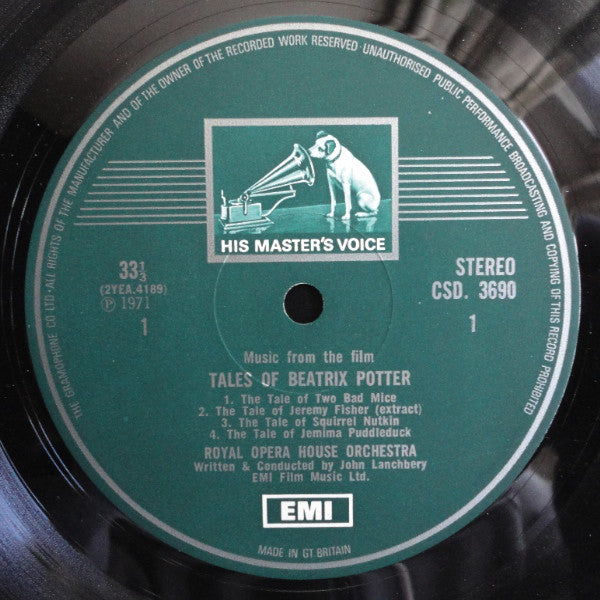 THE GRAMOPHONE CO LTD·ALL RIGHTS OF THE MANUFACTURER AND OF THE OWNER OF THE RECORDED WORK RESERVED·UNAUTHORISED PUBLIC PERFORMANCE BROADCASTING AND COPYING OF THIS RECORD PROHIBITED
HIS MASTER'S VOICE
33⅓
(2YEA.4189)
Ⓟ 1971
1
STEREO
CSD. 3690
1
Music from the film
TALES OF BEATRIX POTTER
1. The Tale of Two Bad Mice
2. The Tale of Jeremy Fisher (extract)
3. The Tale of Squirrel Nutkin
4. The Tale of Jemima Puddleduck
ROYAL OPERA HOUSE ORCHESTRA
Written & Conducted by John Lanchbery
EMI Film Music Ltd.
EMI
MADE IN GT. BRITAIN